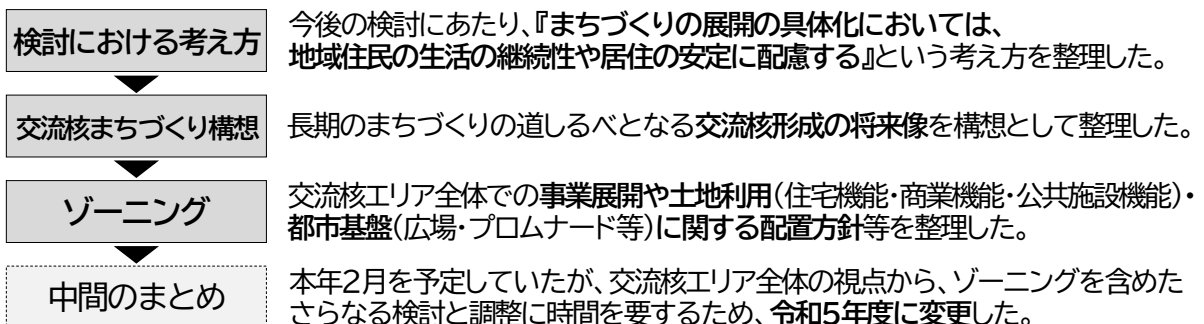 検討における考え方
今後の検討にあたり、『まちづくりの展開の具体化においては、
地域住民の生活の継続性や居住の安定に配慮する』という考え方を整理した。
交流核まちづくり構想
長期のまちづくりの道しるべとなる交流核形成の将来像を構想として整理した。
ゾーニング
交流核エリア全体での事業展開や土地利用(住宅機能・商業機能・公共施設機能)・
都市基盤(広場・プロムナード等)に関する配置方針等を整理した。
中間のまとめ
本年2月を予定していたが、交流核エリア全体の視点から、ゾーニングを含めた
さらなる検討と調整に時間を要するため、令和5年度に変更した。